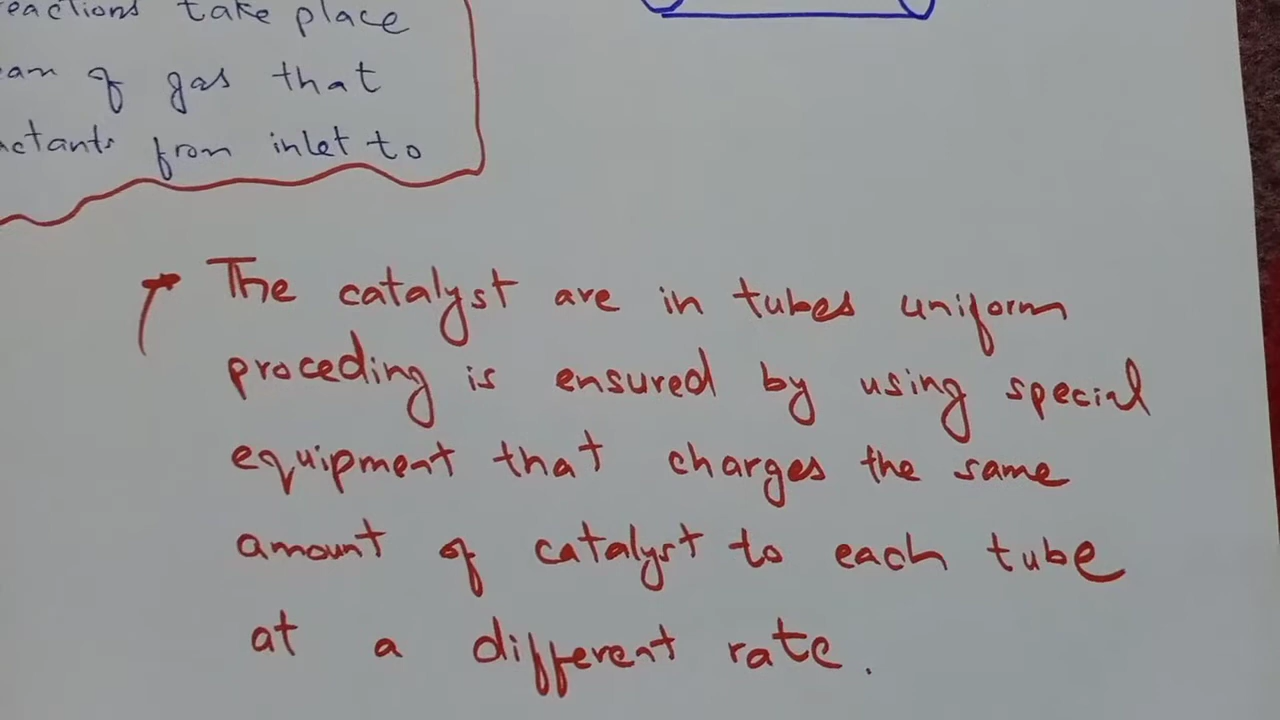 reactions take place
of gas that
from inlet to
The catalyst are in tubes uniform
proceding is ensured by using special
equipment that charges the same
amount of catalyst to each tube
at a different rate.